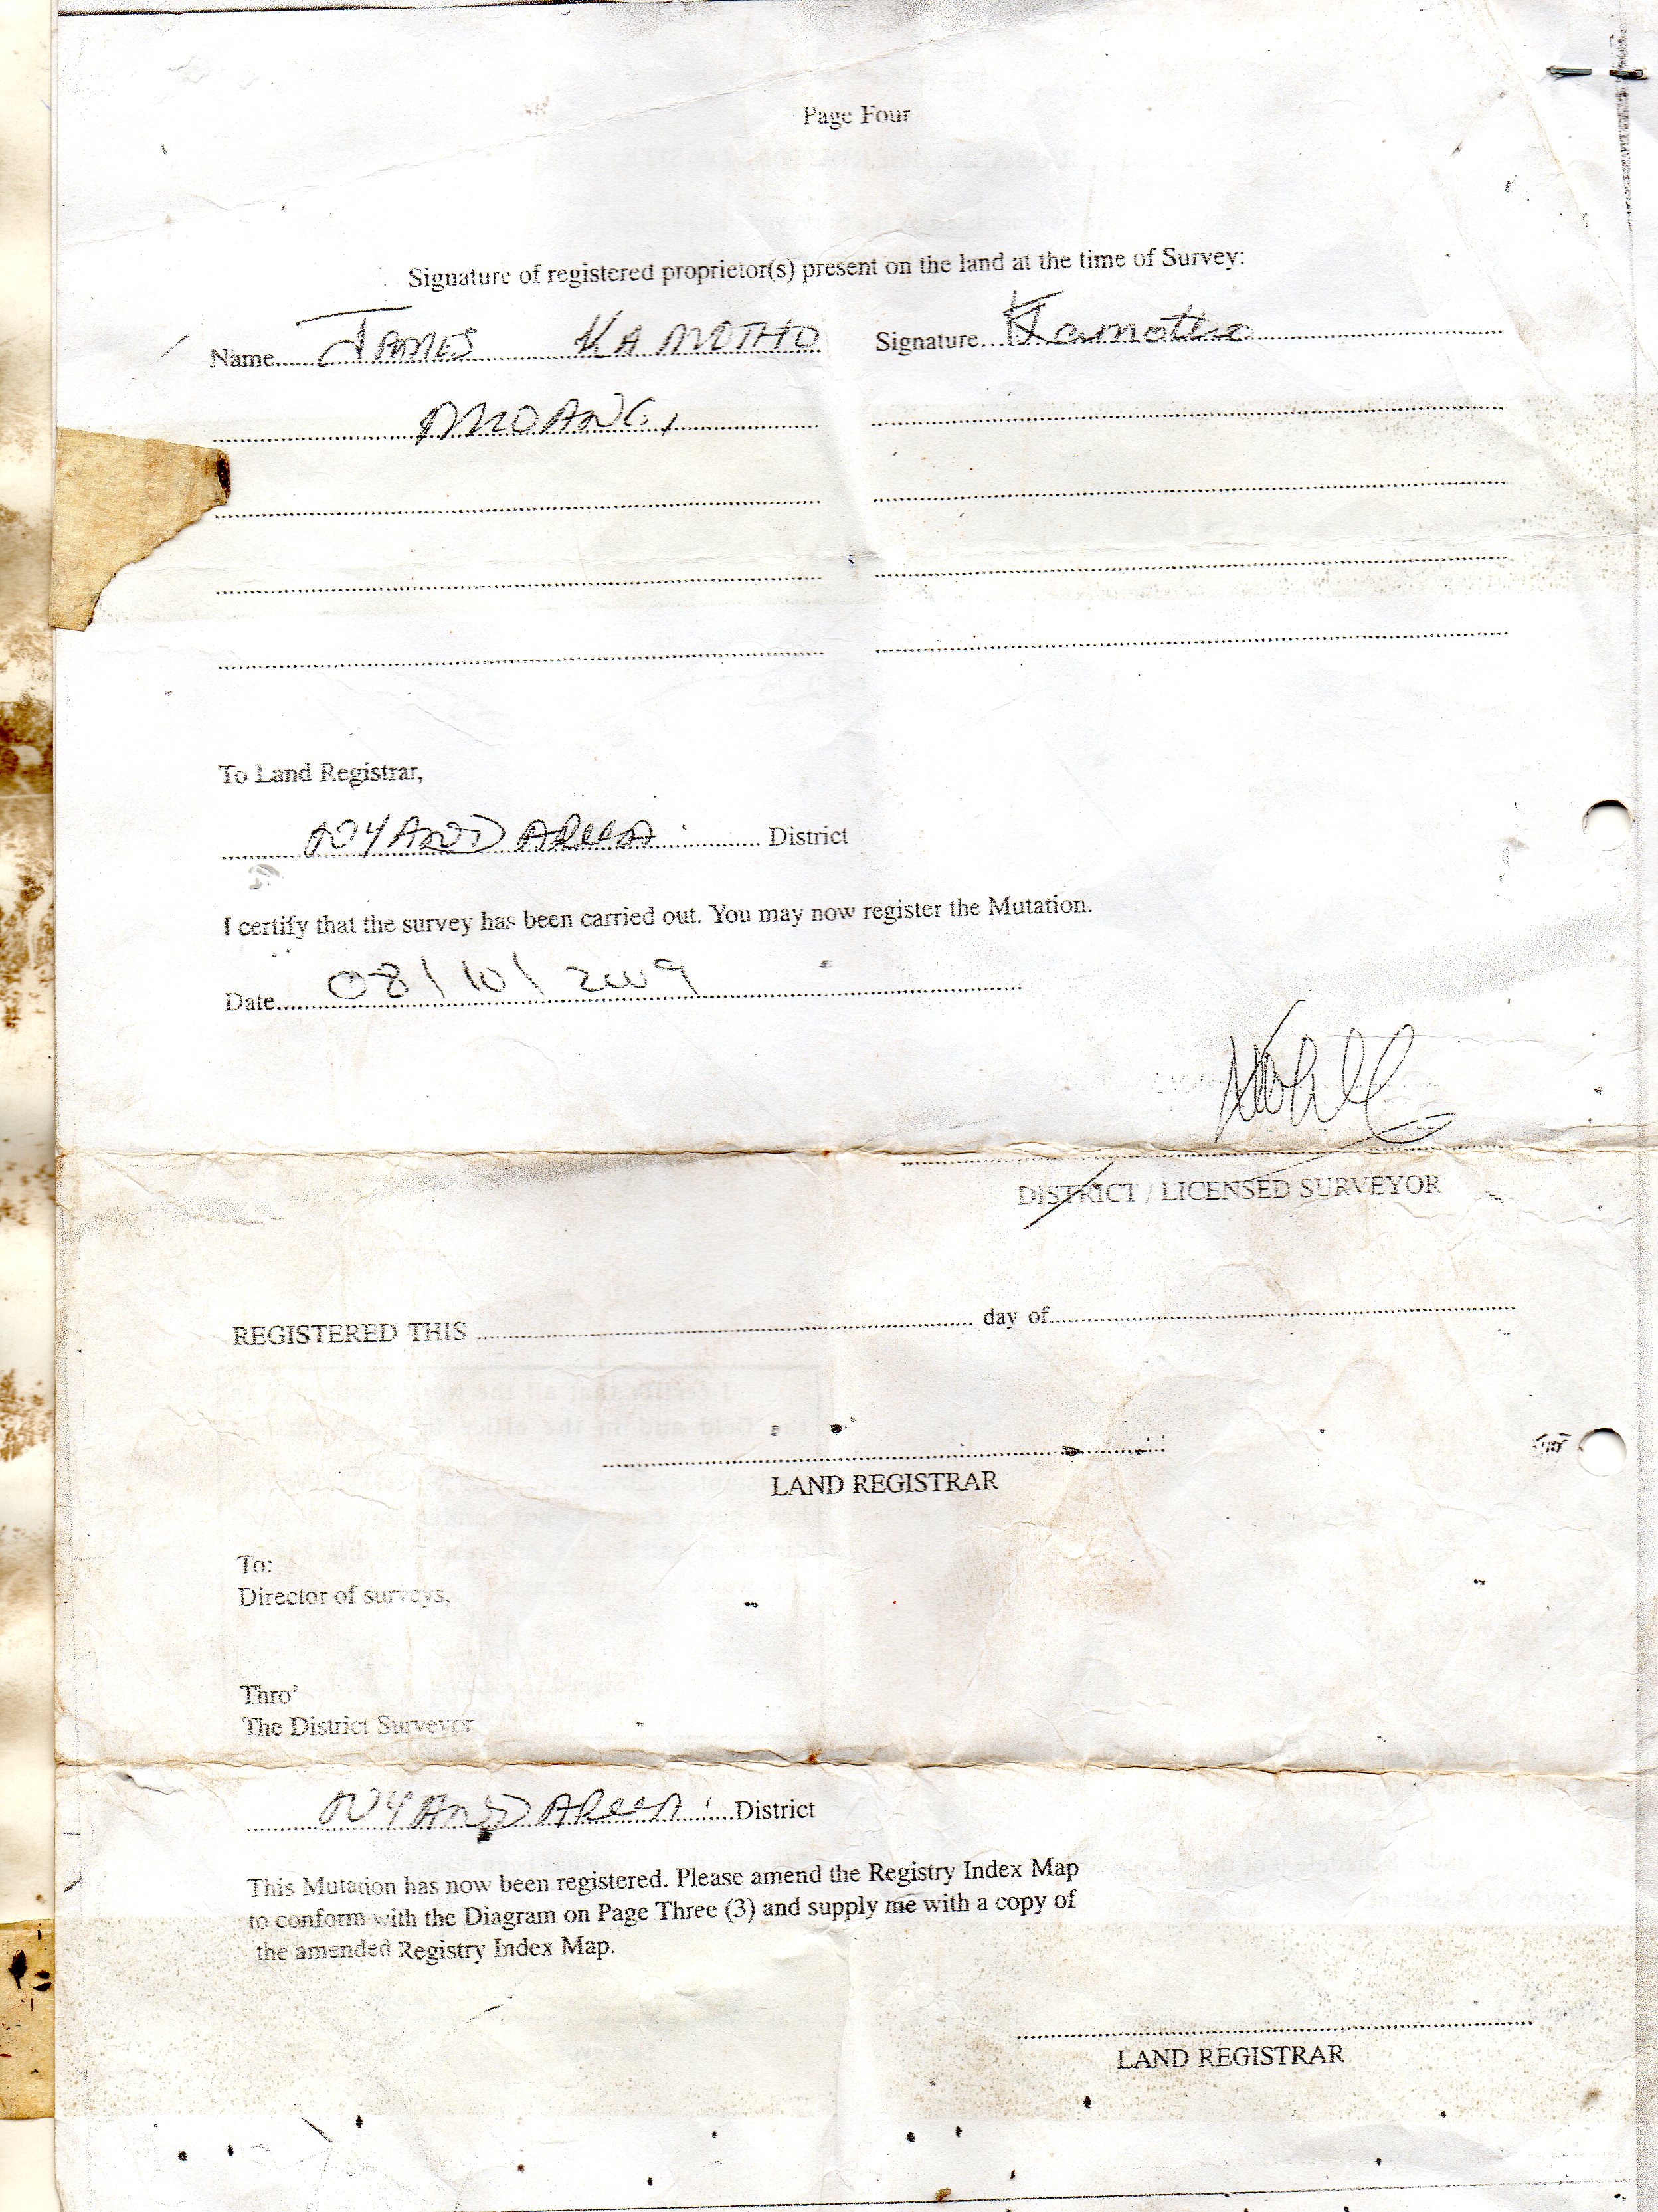 Page Four
Signature of registered proprietor(s) present on the land at the time of Survey:
Name JAMES KAMOTHO Signature Kamotho
To Land Registrar,
NYANDARUA District
I certify that the survey has been carried out. You may now register the Mutation.
Date 08/10/2009
DISTRICT / LICENSED SURVEYOR
REGISTERED THIS day of
LAND REGISTRAR
To:
Director of surveys,
Thro'
The District Surveyor
NYANDARUA District
This Mutation has now been registered. Please amend the Registry Index Map
to conform with the Diagram on Page Three (3) and supply me with a copy of
the amended Registry Index Map.
LAND REGISTRAR